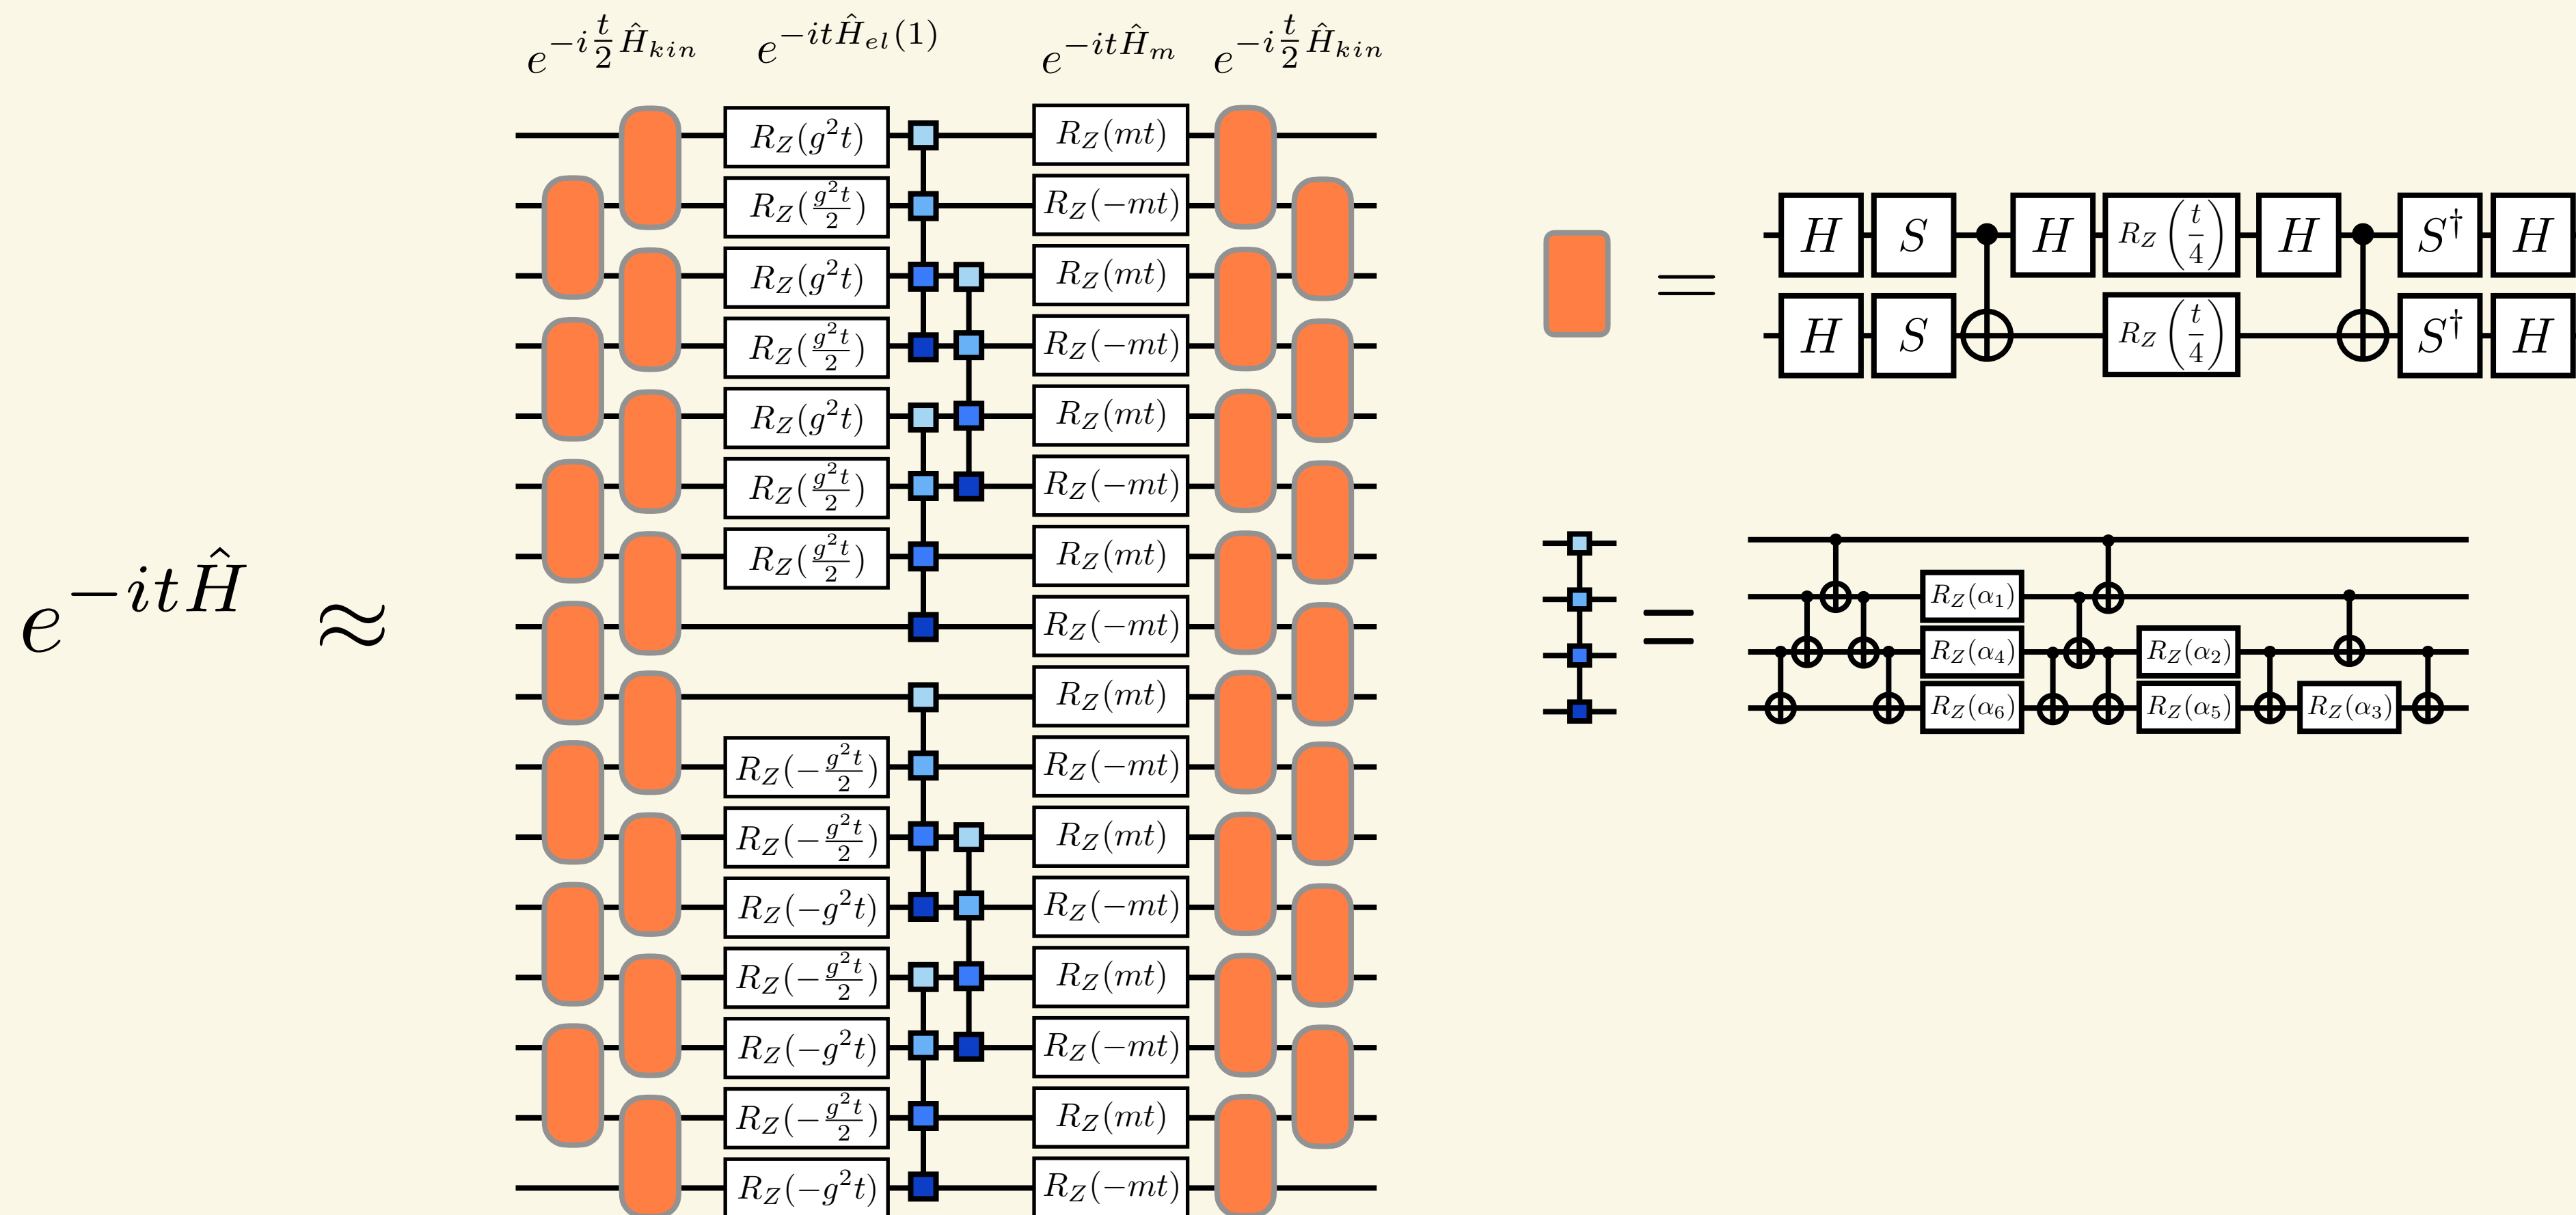 e^{-i\frac{t}{2}\hat{H}_{kin}} e^{-it\hat{H}_{el}(1)} e^{-it\hat{H}_m} e^{-i\frac{t}{2}\hat{H}_{kin}}
R_Z(g^2t) R_Z(mt)
R_Z(\frac{g^2t}{2}) R_Z(-mt)
R_Z(g^2t) R_Z(mt)
R_Z(\frac{g^2t}{2}) R_Z(-mt)
R_Z(g^2t) R_Z(mt)
R_Z(\frac{g^2t}{2}) R_Z(-mt)
R_Z(\frac{g^2t}{2}) R_Z(mt)
R_Z(-mt)
R_Z(mt)
R_Z(-\frac{g^2t}{2}) R_Z(-mt)
R_Z(-\frac{g^2t}{2}) R_Z(mt)
R_Z(-g^2t) R_Z(-mt)
R_Z(-\frac{g^2t}{2}) R_Z(mt)
R_Z(-g^2t) R_Z(-mt)
R_Z(-\frac{g^2t}{2}) R_Z(mt)
R_Z(-g^2t) R_Z(-mt)
e^{-it\hat{H}} ≈
=
H S H R_Z(\frac{t}{4}) H S^† H
H S R_Z(\frac{t}{4}) S^† H
=
R_Z(α_1)
R_Z(α_4) R_Z(α_2)
R_Z(α_6) R_Z(α_5) R_Z(α_3)